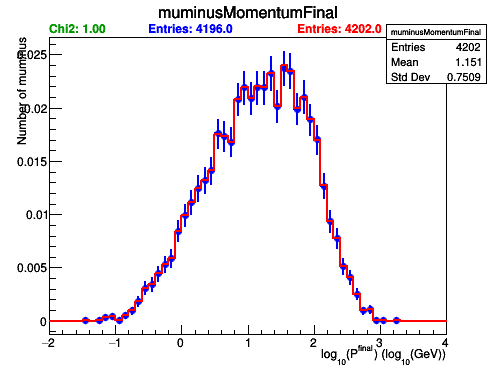 muminusMomentumFinal
Chi2: 1.00 Entries: 4196.0 Entries: 4202.0
muminusMomentumFinal
Entries 4202
Mean 1.151
Std Dev 0.7509
Number of muminus
0.025
0.02
0.015
0.01
0.005
0
−2 −1 0 1 2 3 4
log10(P^final) (log10(GeV))